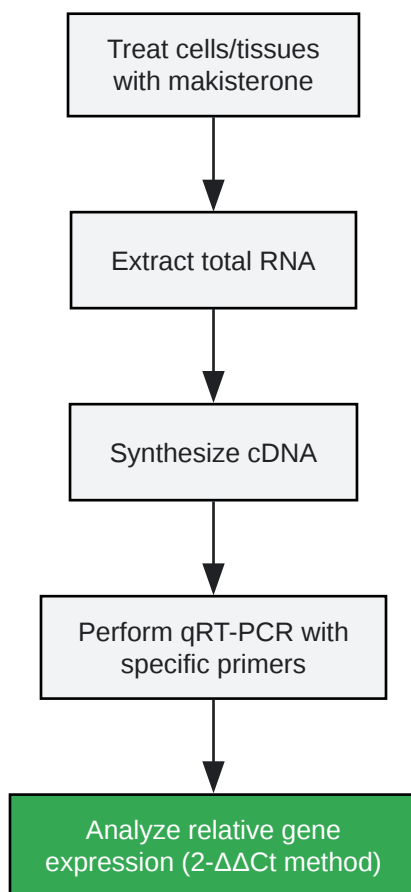 Treat cells/tissues
with makisterone
Extract total RNA
Synthesize cDNA
Perform qRT-PCR with
specific primers
Analyze relative gene
expression (2-ΔΔCt method)